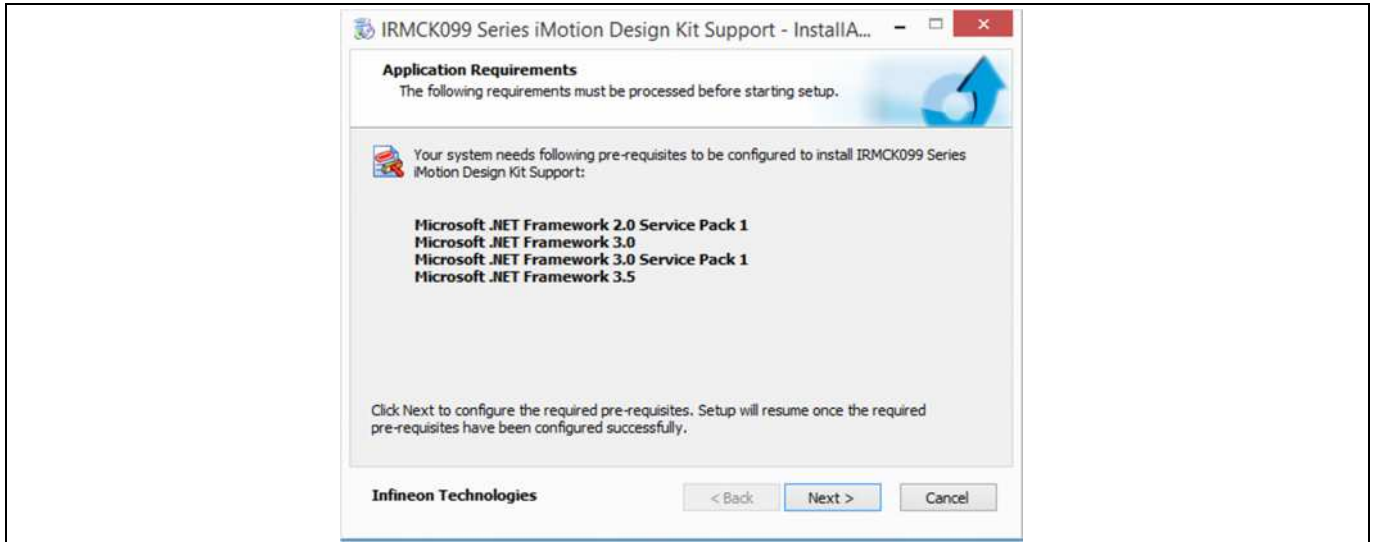 IRMCK099 Series iMotion Design Kit Support - InstallA...
Application Requirements
The following requirements must be processed before starting setup.
Your system needs following pre-requisites to be configured to install IRMCK099 Series
iMotion Design Kit Support:
Microsoft .NET Framework 2.0 Service Pack 1
Microsoft .NET Framework 3.0
Microsoft .NET Framework 3.0 Service Pack 1
Microsoft .NET Framework 3.5
Click Next to configure the required pre-requisites. Setup will resume once the required
pre-requisites have been configured successfully.
Infineon Technologies
< Back
Next >
Cancel